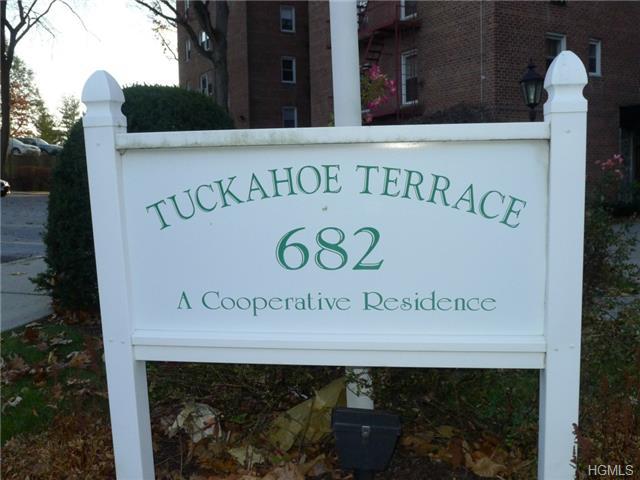 TUCKAHOE TERRACE
682
A Cooperative Residence
HGMLS